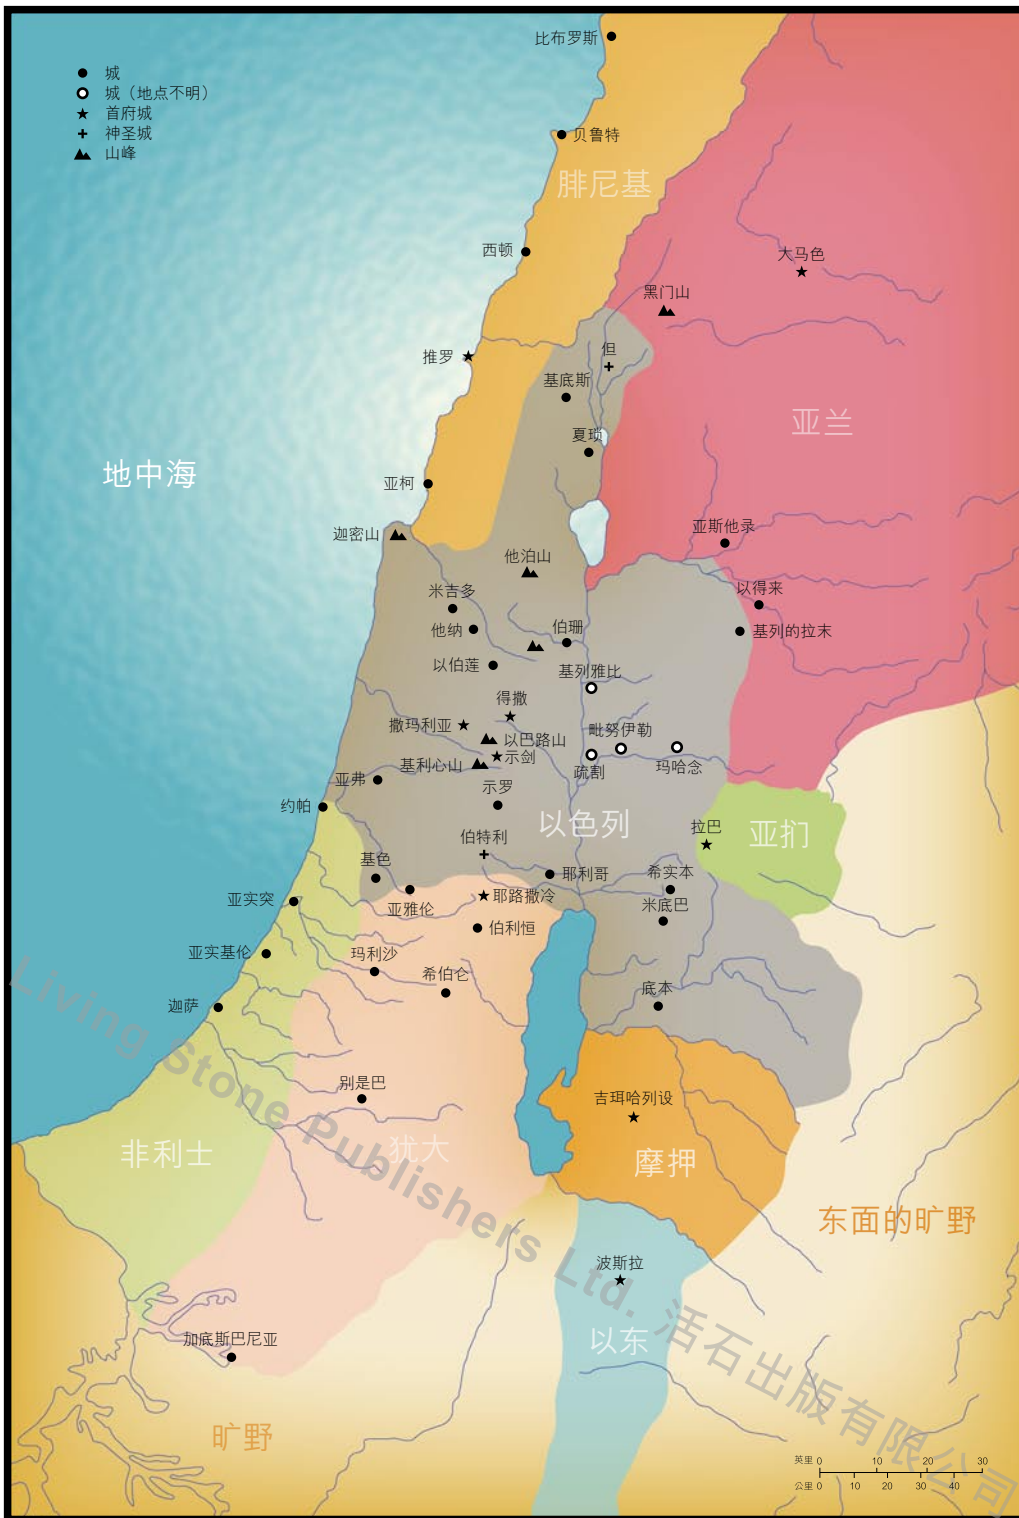 比布罗斯
城
城（地点不明）
首府城
神圣城
山峰
贝鲁特
腓尼基
西顿
大马色
黑门山
推罗
但
基底斯
亚兰
夏琐
地中海
亚柯
亚斯他录
迦密山
他泊山
米吉多
以得来
他纳
伯珊
基列的拉末
以伯莲
基列雅比
得撒
撒玛利亚
毗努伊勒
以巴路山
示剑
基利心山
疏割
玛哈念
亚弗
示罗
约帕
以色列
拉巴
亚扪
伯特利
基色
耶利哥
希实本
亚实突
亚雅伦
耶路撒冷
米底巴
伯利恒
亚实基伦
玛利沙
希伯仑
底本
迦萨
别是巴
吉珥哈列设
非利士
犹大
摩押
东面的旷野
波斯拉
以东
加底斯巴尼亚
旷野
Living Stone Publishers Ltd. 活石出版有限公司
英里 0 10 20 30
公里 0 10 20 30 40